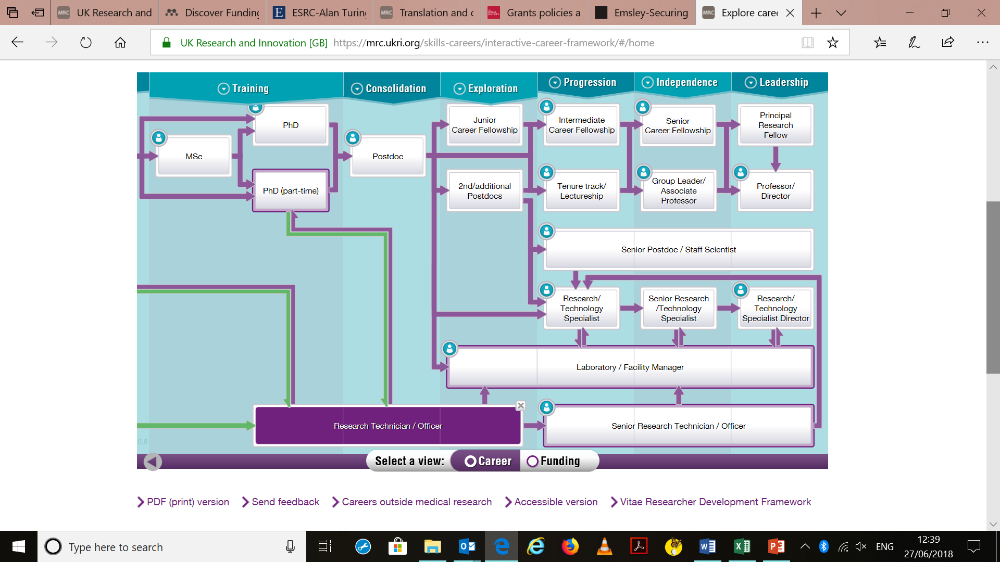 UK Research and
Discover Funding
ESRC-Alan Turing
Translation and c
Grants policies a
Emsley-Securing
Explore caree
UK Research and Innovation [GB] https://mrc.ukri.org/skills-careers/interactive-career-framework/#/home
Training
Consolidation
Exploration
Progression
Independence
Leadership
PhD
MSc
PhD (part-time)
Postdoc
Junior
Career Fellowship
Intermediate
Career Fellowship
Senior
Career Fellowship
Principal
Research
Fellow
2nd/additional
Postdocs
Tenure track/
Lectureship
Group Leader/
Associate
Professor
Professor/
Director
Senior Postdoc / Staff Scientist
Research/
Technology
Specialist
Senior Research
/Technology
Specialist
Research/
Technology
Specialist Director
Laboratory / Facility Manager
Research Technician / Officer
Senior Research Technician / Officer
0.8
Select a view: Career Funding
PDF (print) version
Send feedback
Careers outside medical research
Accessible version
Vitae Researcher Development Framework
Type here to search
ENG
12:39
27/06/2018